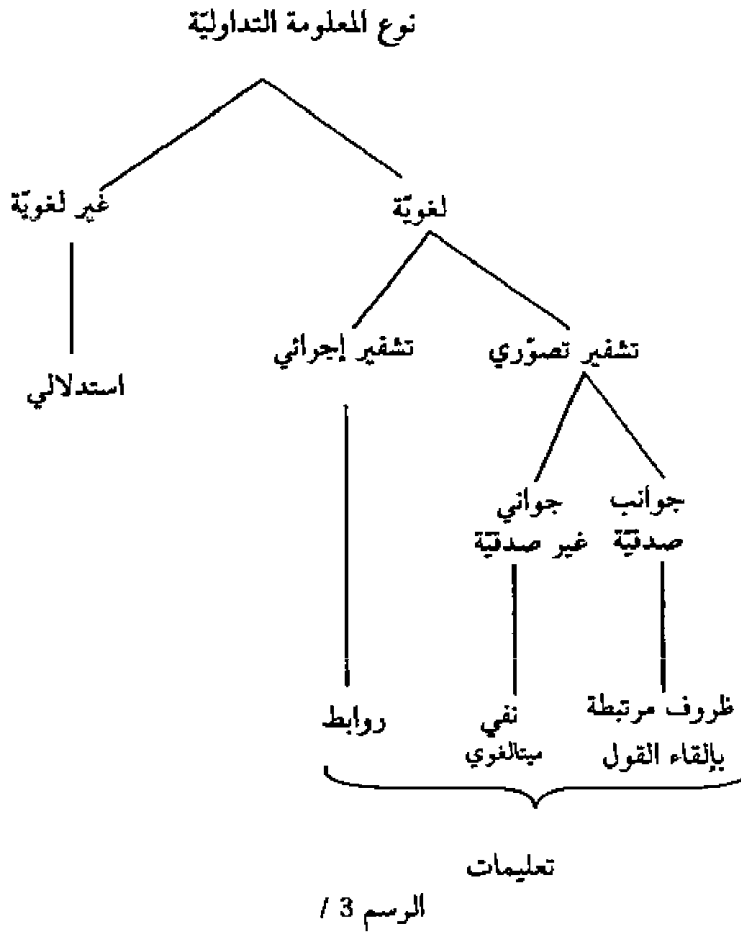 نوع المعلومة التداوليّة
لغويّة
غير لغويّة
تشفير تصوّري
تشفير إجرائي
استدلالي
جوانب
صدقيّة
جواني
غير صدقيّة
ظروف مرتبطة
بإلقاء القول
نفي
ميتالغوي
روابط
تعليمات
الرسم 3 /